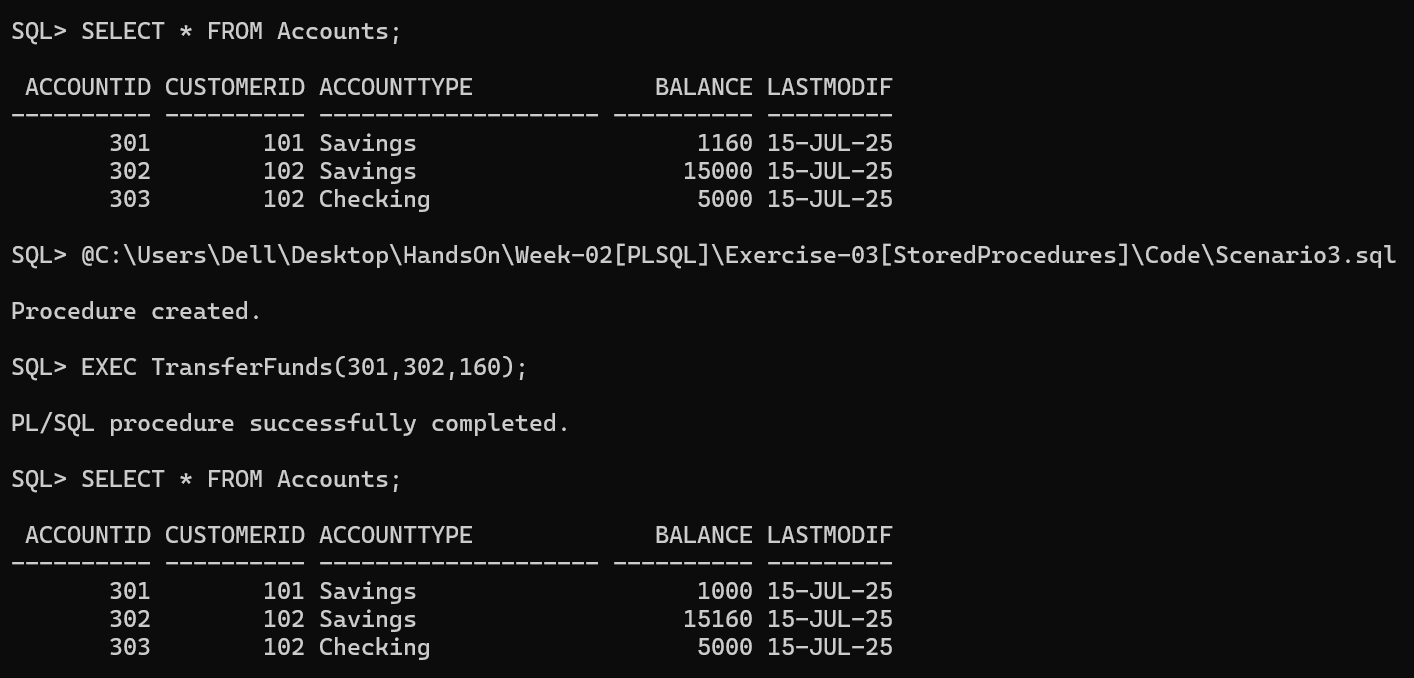 SQL> SELECT * FROM Accounts;
 ACCOUNTID CUSTOMERID ACCOUNTTYPE             BALANCE LASTMODIF
---------- ---------- -------------------- ---------- ---------
       301        101 Savings                    1160 15-JUL-25
       302        102 Savings                   15000 15-JUL-25
       303        102 Checking                   5000 15-JUL-25
SQL> @C:\Users\Dell\Desktop\HandsOn\Week-02[PLSQL]\Exercise-03[StoredProcedures]\Code\Scenario3.sql
Procedure created.
SQL> EXEC TransferFunds(301,302,160);
PL/SQL procedure successfully completed.
SQL> SELECT * FROM Accounts;
 ACCOUNTID CUSTOMERID ACCOUNTTYPE             BALANCE LASTMODIF
---------- ---------- -------------------- ---------- ---------
       301        101 Savings                    1000 15-JUL-25
       302        102 Savings                   15160 15-JUL-25
       303        102 Checking                   5000 15-JUL-25